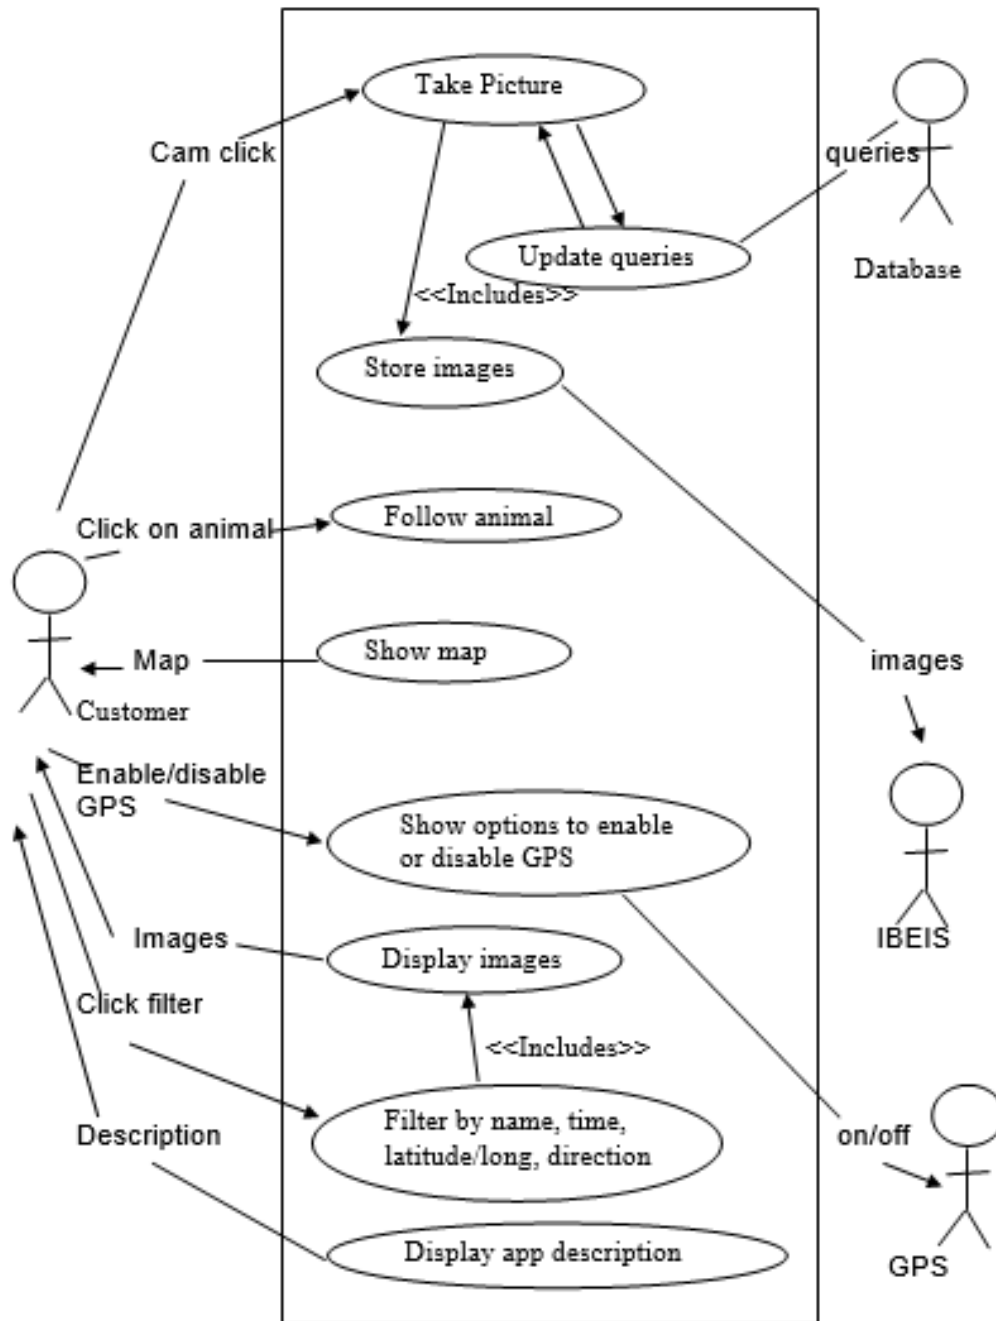 Take Picture
Cam click
queries
Update queries
Database
<<Includes>>
Store images
Click on animal
Follow animal
Map
Show map
images
Customer
Enable/disable
GPS
Show options to enable
or disable GPS
IBEIS
Images
Display images
Click filter
<<Includes>>
Filter by name, time,
latitude/long, direction
Description
on/off
Display app description
GPS